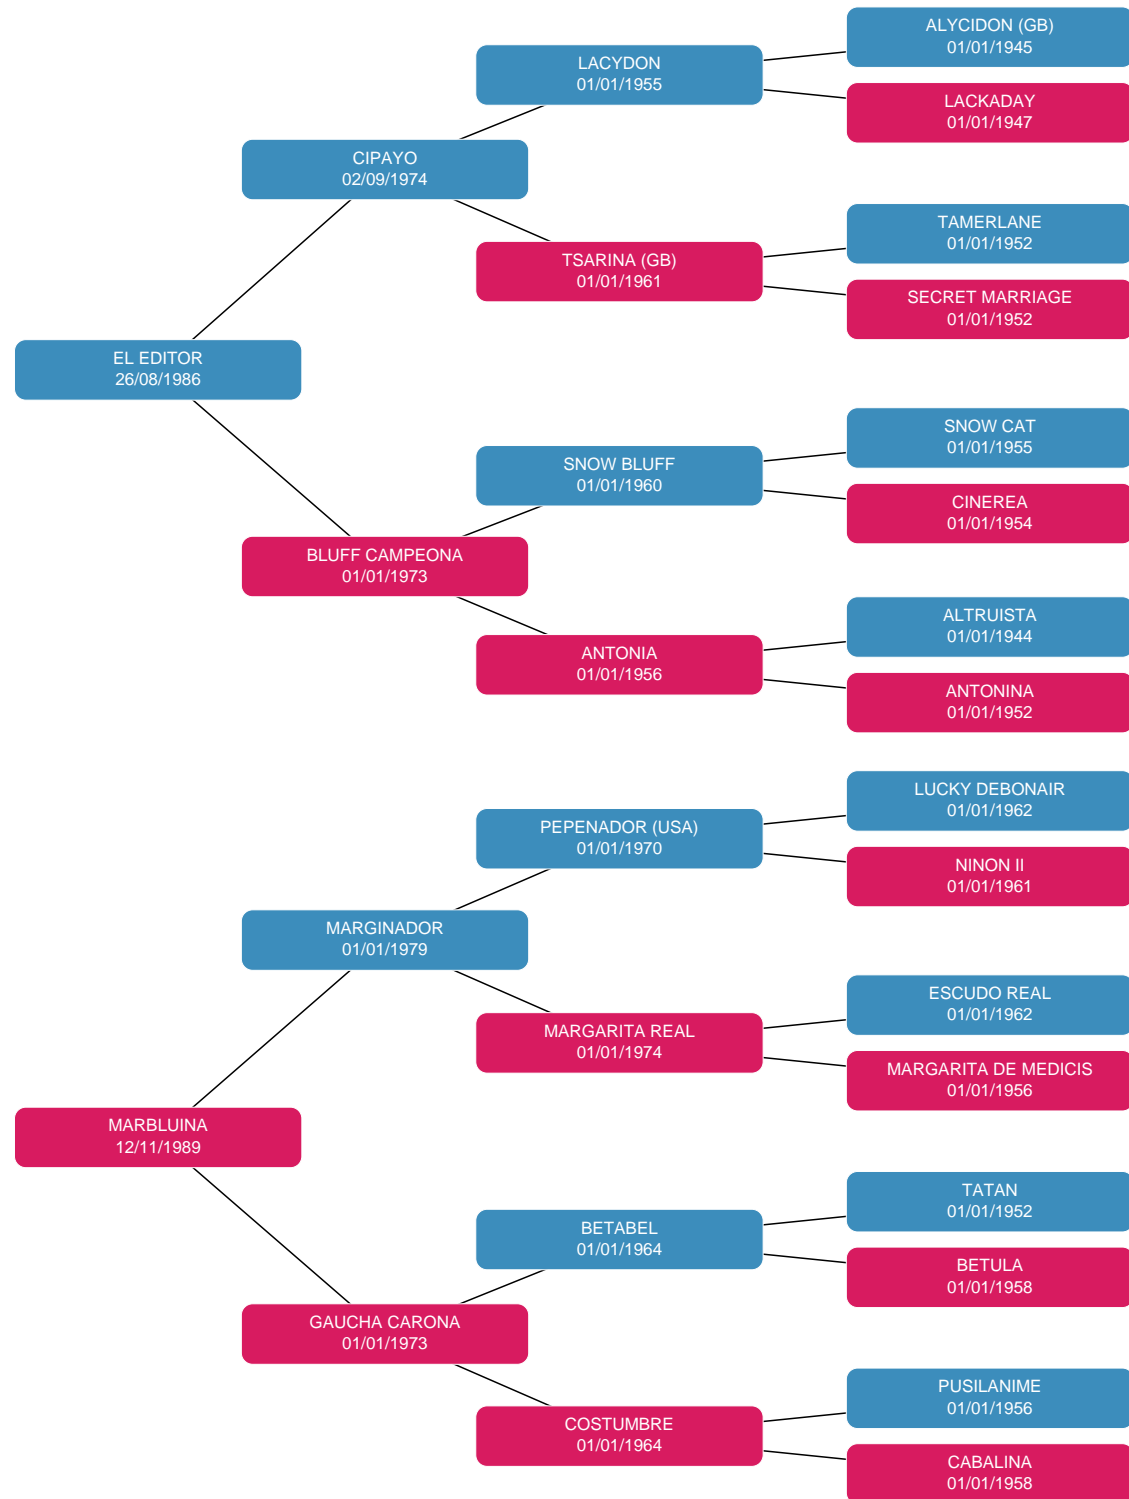 ALYCIDON (GB)
01/01/1945
LACYDON
01/01/1955
LACKADAY
01/01/1947
CIPAYO
02/09/1974
TAMERLANE
01/01/1952
TSARINA (GB)
01/01/1961
SECRET MARRIAGE
01/01/1952
EL EDITOR
26/08/1986
SNOW CAT
01/01/1955
SNOW BLUFF
01/01/1960
CINEREA
01/01/1954
BLUFF CAMPEONA
01/01/1973
ALTRUISTA
01/01/1944
ANTONIA
01/01/1956
ANTONINA
01/01/1952
LUCKY DEBONAIR
01/01/1962
PEPENADOR (USA)
01/01/1970
NINON II
01/01/1961
MARGINADOR
01/01/1979
ESCUDO REAL
01/01/1962
MARGARITA REAL
01/01/1974
MARGARITA DE MEDICIS
01/01/1956
MARBLUINA
12/11/1989
TATAN
01/01/1952
BETABEL
01/01/1964
BETULA
01/01/1958
GAUCHA CARONA
01/01/1973
PUSILANIME
01/01/1956
COSTUMBRE
01/01/1964
CABALINA
01/01/1958